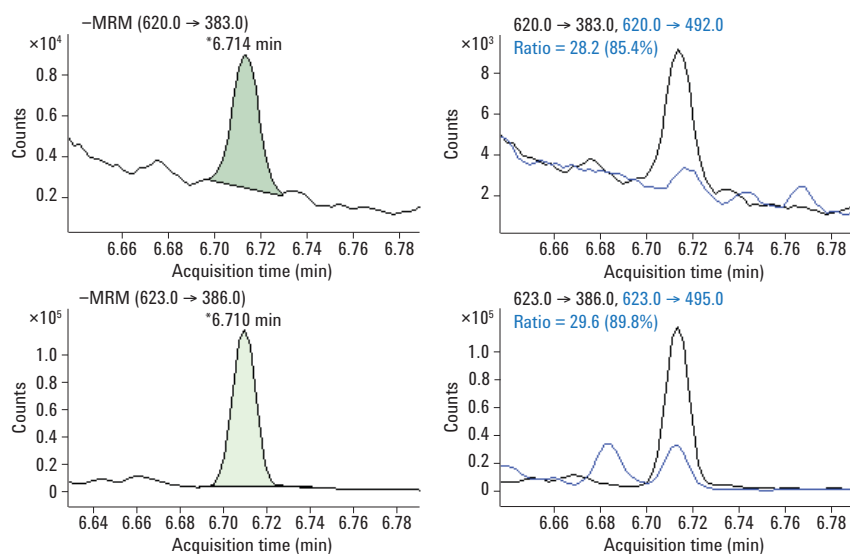 –MRM (620.0 → 383.0)
×10⁴
*6.714 min
1.0
0.8
0.6
0.4
0.2
Counts
6.66 6.68 6.70 6.72 6.74 6.76 6.78
Acquisition time (min)
620.0 → 383.0, 620.0 → 492.0
×10³
Ratio = 28.2 (85.4%)
8
6
4
2
Counts
6.66 6.68 6.70 6.72 6.74 6.76 6.78
Acquisition time (min)
–MRM (623.0 → 386.0)
×10⁵
*6.710 min
1.0
0.8
0.6
0.4
0.2
0
Counts
6.64 6.66 6.68 6.70 6.72 6.74 6.76 6.78
Acquisition time (min)
623.0 → 386.0, 623.0 → 495.0
×10⁵
Ratio = 29.6 (89.8%)
1.0
0.8
0.6
0.4
0.2
0
Counts
6.66 6.68 6.70 6.72 6.74 6.76 6.78
Acquisition time (min)